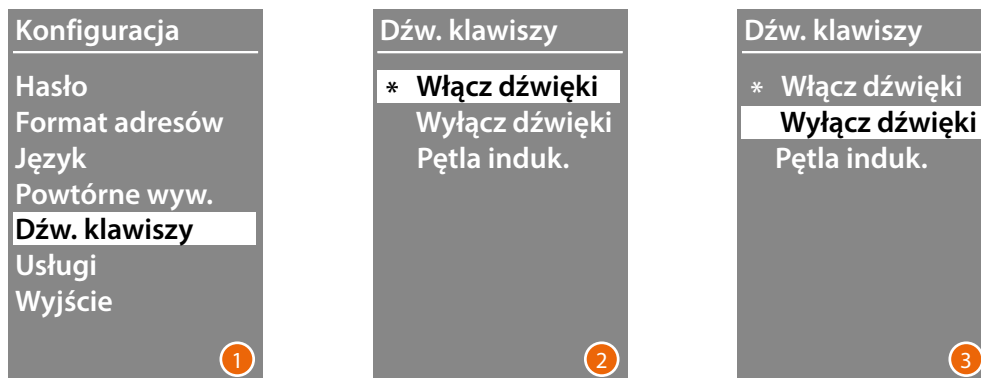 Konfiguracja
Hasło
Format adresów
Język
Powtórne wyw.
Dźw. klawiszy
Usługi
Wyjście
1
Dźw. klawiszy
* Włącz dźwięki
Wyłącz dźwięki
Pętla induk.
2
Dźw. klawiszy
* Włącz dźwięki
Wyłącz dźwięki
Pętla induk.
3